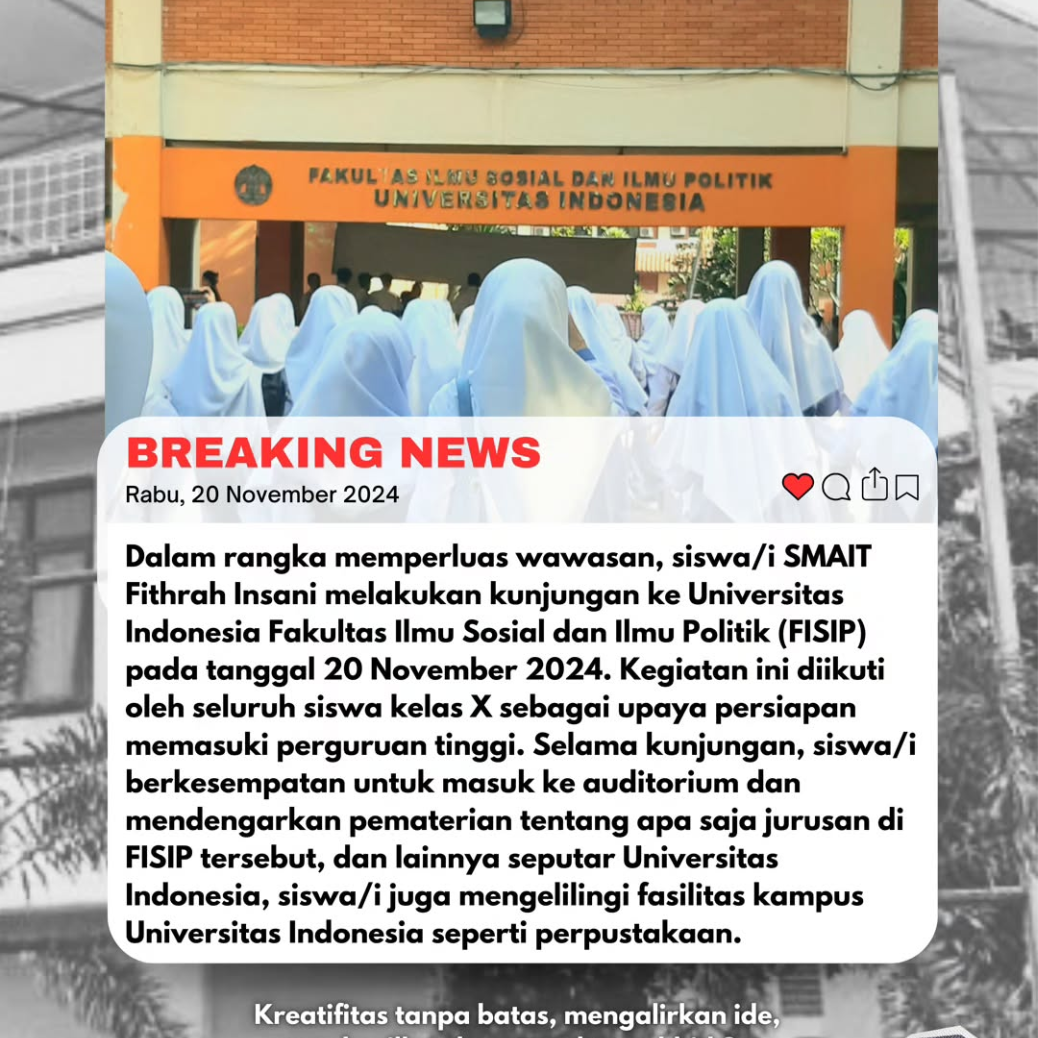 FAKULTAS ILMU SOSIAL DAN ILMU POLITIK
UNIVERSITAS INDONESIA
BREAKING NEWS
Rabu, 20 November 2024
Dalam rangka memperluas wawasan, siswa/i SMAIT
Fithrah Insani melakukan kunjungan ke Universitas
Indonesia Fakultas Ilmu Sosial dan Ilmu Politik (FISIP)
pada tanggal 20 November 2024. Kegiatan ini diikuti
oleh seluruh siswa kelas X sebagai upaya persiapan
memasuki perguruan tinggi. Selama kunjungan, siswa/i
berkesempatan untuk masuk ke auditorium dan
mendengarkan pematerian tentang apa saja jurusan di
FISIP tersebut, dan lainnya seputar Universitas
Indonesia, siswa/i juga mengelilingi fasilitas kampus
Universitas Indonesia seperti perpustakaan.
Kreatifitas tanpa batas, mengalirkan ide,